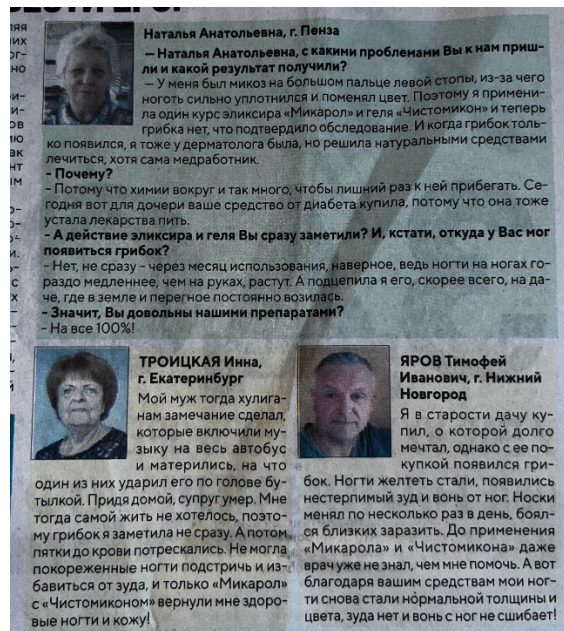 Наталья Анатольевна, г. Пенза
— Наталья Анатольевна, с какими проблемами Вы к нам приш-
ли и какой результат получили?
— У меня был микоз на большом пальце левой стопы, из-за чего
ноготь сильно уплотнился и поменял цвет. Поэтому я примени-
ла один курс эликсира «Микарол» и геля «Чистомикон» и теперь
грибка нет, что подтвердило обследование. И когда грибок толь-
ко появился, я тоже у дерматолога была, но решила натуральными средствами
лечиться, хотя сама медработник.
- Почему?
- Потому что химии вокруг и так много, чтобы лишний раз к ней прибегать. Се-
годня вот для дочери ваше средство от диабета купила, потому что она тоже
устала лекарства пить.
- А действие эликсира и геля Вы сразу заметили? И, кстати, откуда у Вас мог
появиться грибок?
- Нет, не сразу - через месяц использования, наверное, ведь ногти на ногах го-
раздо медленнее, чем на руках, растут. А подцепила я его, скорее всего, на да-
че, где в земле и перегное постоянно возилась.
- Значит, Вы довольны нашими препаратами?
- На все 100%!
ТРОИЦКАЯ Инна,
г. Екатеринбург
Мой муж тогда хулига-
нам замечание сделал,
которые включили му-
зыку на весь автобус
и матерились, на что
один из них ударил его по голове бу-
тылкой. Придя домой, супруг умер. Мне
тогда самой жить не хотелось, поэто-
му грибок я заметила не сразу. А потом
пятки до крови потрескались. Не могла
покореженные ногти подстричь и из-
бавиться от зуда, и только «Микарол»
с «Чистомиконом» вернули мне здоро-
вые ногти и кожу!
ЯРОВ Тимофей
Иванович, г. Нижний
Новгород
Я в старости дачу ку-
пил, о которой долго
мечтал, однако с ее по-
купкой появился гри-
бок. Ногти желтеть стали, появились
нестерпимый зуд и вонь от ног. Носки
менял по несколько раз в день, боял-
ся близких заразить. До применения
«Микарола» и «Чистомикона» даже
врач уже не знал, чем мне помочь. А вот
благодаря вашим средствам мои ног-
ти снова стали нормальной толщины и
цвета, зуда нет и вонь с ног не сшибает!